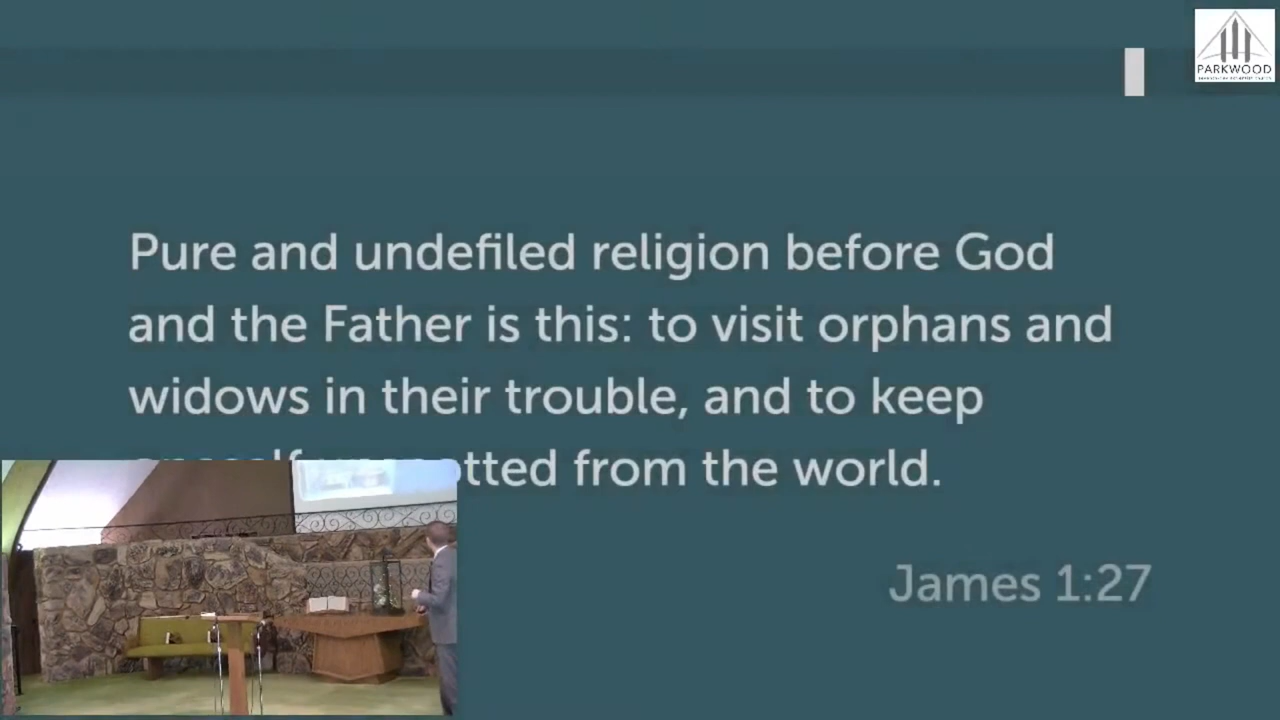 PARKWOOD
Pure and undefiled religion before God
and the Father is this: to visit orphans and
widows in their trouble, and to keep
from the world.
James 1:27